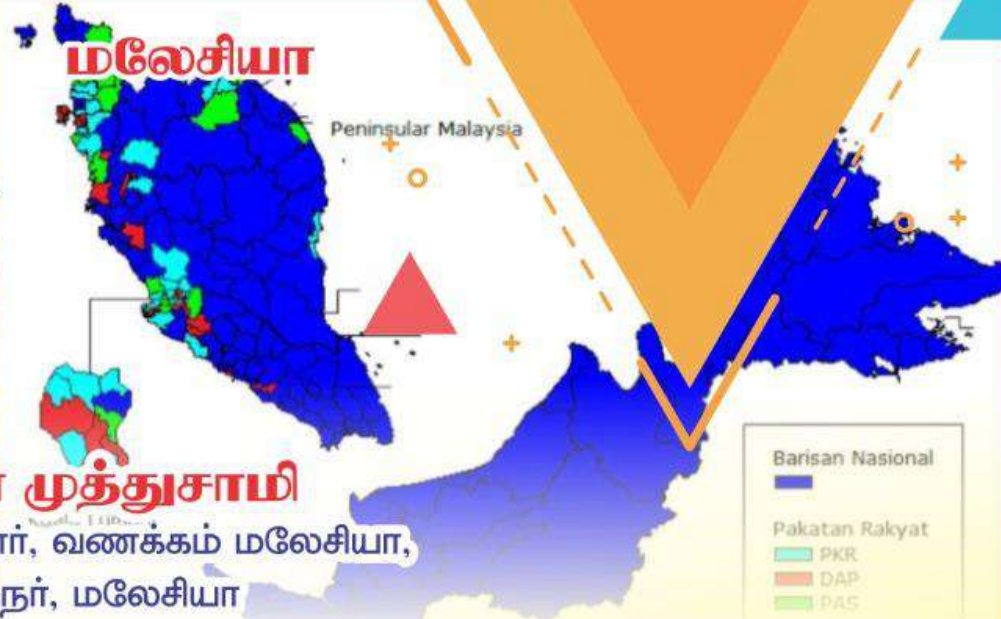 மலேசியா
Peninsular Malaysia
முத்துசாமி
வணக்கம் மலேசியா,
மலேசியா
Barisan Nasional
Pakatan Rakyat
PKR
DAP
PAS